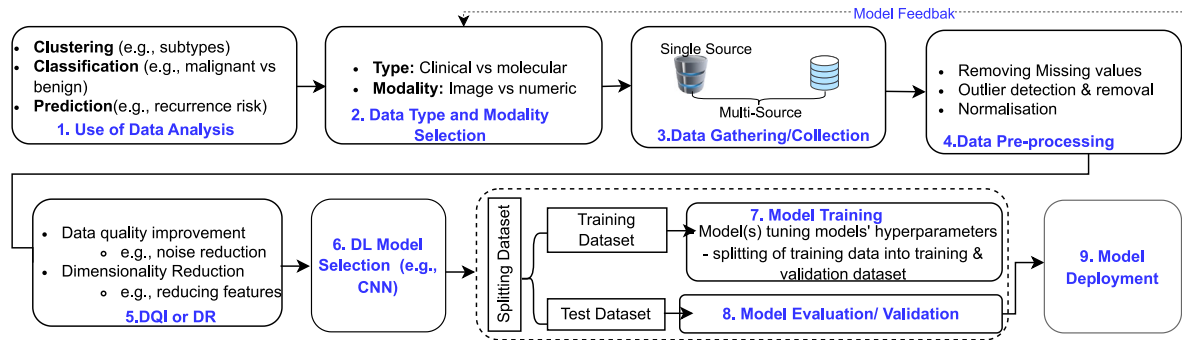 Model Feedbak
• Clustering (e.g., subtypes)
• Classification (e.g., malignant vs
benign)
• Prediction(e.g., recurrence risk)
1. Use of Data Analysis
• Type: Clinical vs molecular
• Modality: Image vs numeric
2. Data Type and Modality
Selection
Single Source
Multi-Source
3.Data Gathering/Collection
• Removing Missing values
• Outlier detection & removal
• Normalisation
4.Data Pre-processing
• Data quality improvement
e.g., noise reduction
• Dimensionality Reduction
e.g., reducing features
5.DQI or DR
6. DL Model
Selection (e.g.,
CNN)
Splitting Dataset
Training
Dataset
Test Dataset
7. Model Training
Model(s) tuning models' hyperparameters
- splitting of training data into training &
validation dataset
8. Model Evaluation/ Validation
9. Model
Deployment